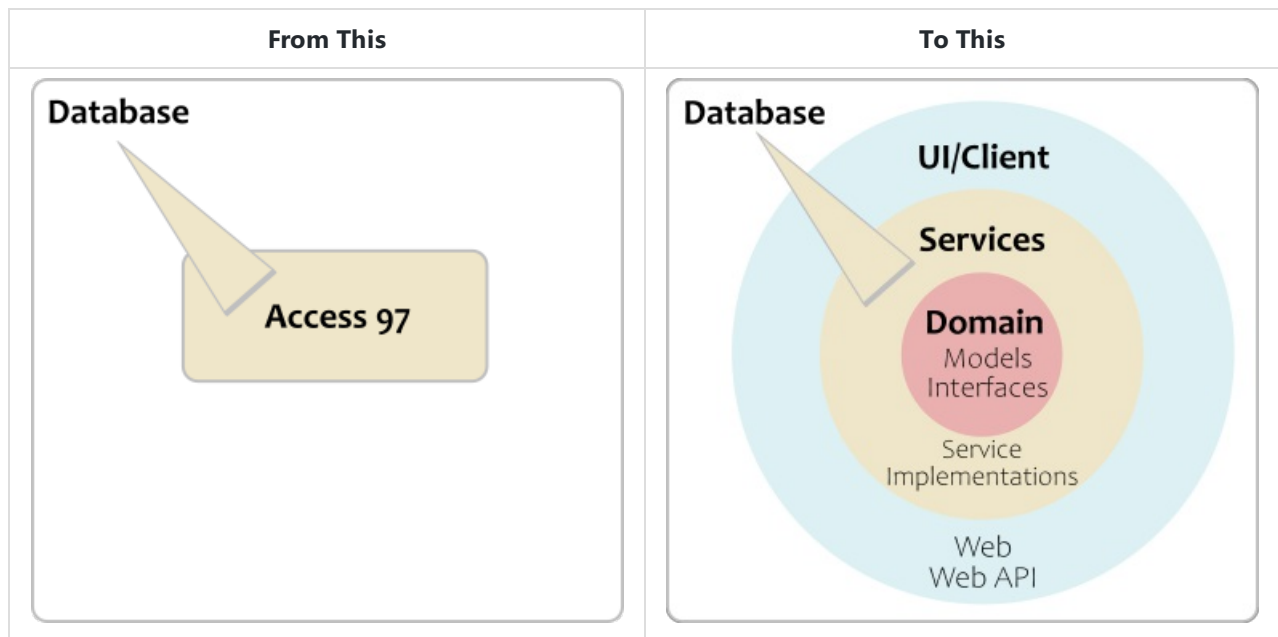 From This
To This
Database
Access 97
Database
UI/Client
Services
Domain
Models
Interfaces
Service
Implementations
Web
Web API